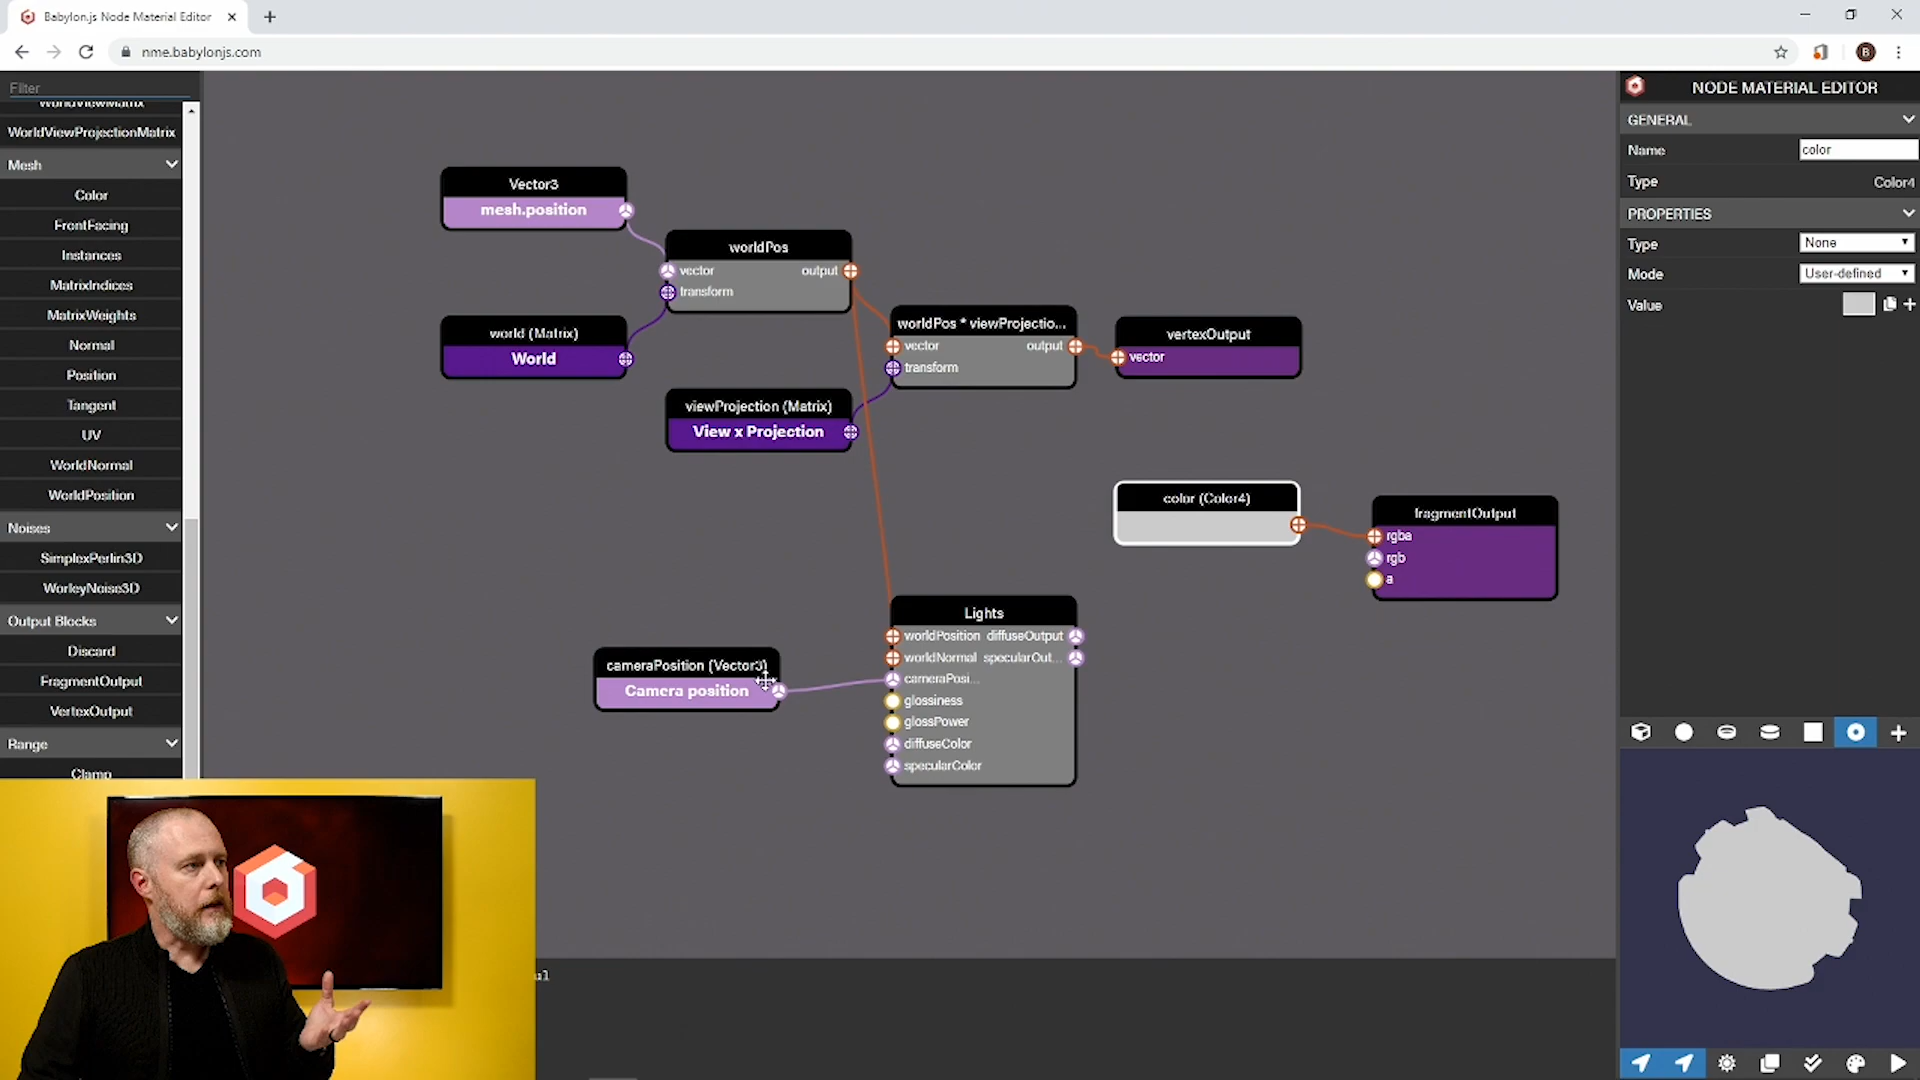 Babylon.js Node Material Editor
nme.babylonjs.com
B
Filter
WorldViewMatrix
WorldViewProjectionMatrix
Mesh
Color
FrontFacing
Instances
MatrixIndices
MatrixWeights
Normal
Position
Tangent
UV
WorldNormal
WorldPosition
Noises
SimplexPerlin3D
WorleyNoise3D
Output Blocks
Discard
FragmentOutput
VertexOutput
Range
Clamp
Vector3
mesh.position
world (Matrix)
World
worldPos
vector output
transform
viewProjection (Matrix)
View x Projection
worldPos * viewProjectio...
vector output
transform
vertexOutput
vector
color (Color4)
fragmentOutput
rgba
rgb
a
cameraPosition (Vector3)
Camera position
Lights
worldPosition diffuseOutput
worldNormal specularOut...
cameraPosi...
glossiness
glossPower
diffuseColor
specularColor
ul
NODE MATERIAL EDITOR
GENERAL
Name color
Type Color4
PROPERTIES
Type None
Mode User-defined
Value